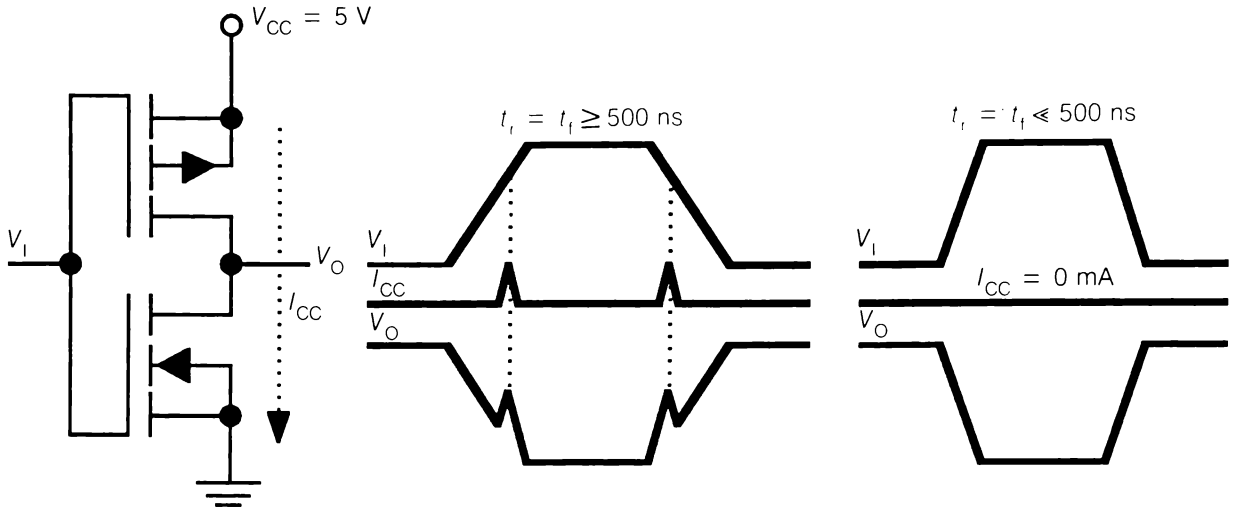 V_CC = 5 V
V_I
V_O
I_CC
t_r = t_f ≥ 500 ns
V_I
I_CC
V_O
t_r = t_f ≪ 500 ns
V_I
I_CC = 0 mA
V_O